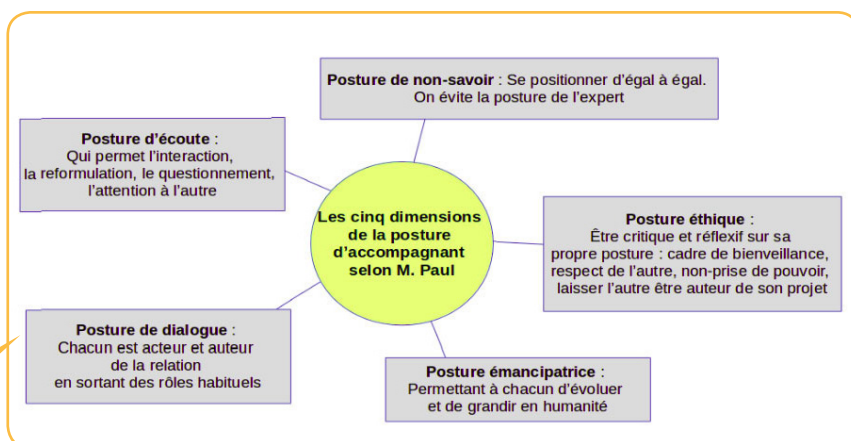 Posture de non-savoir : Se positionner d'égal à égal.
On évite la posture de l'expert
Posture d'écoute :
Qui permet l'interaction,
la reformulation, le questionnement,
l'attention à l'autre
Les cinq dimensions
de la posture
d'accompagnant
selon M. Paul
Posture éthique :
Être critique et réflexif sur sa
propre posture : cadre de bienveillance,
respect de l'autre, non-prise de pouvoir,
laisser l'autre être auteur de son projet
Posture de dialogue :
Chacun est acteur et auteur
de la relation
en sortant des rôles habituels
Posture émancipatrice :
Permettant à chacun d'évoluer
et de grandir en humanité